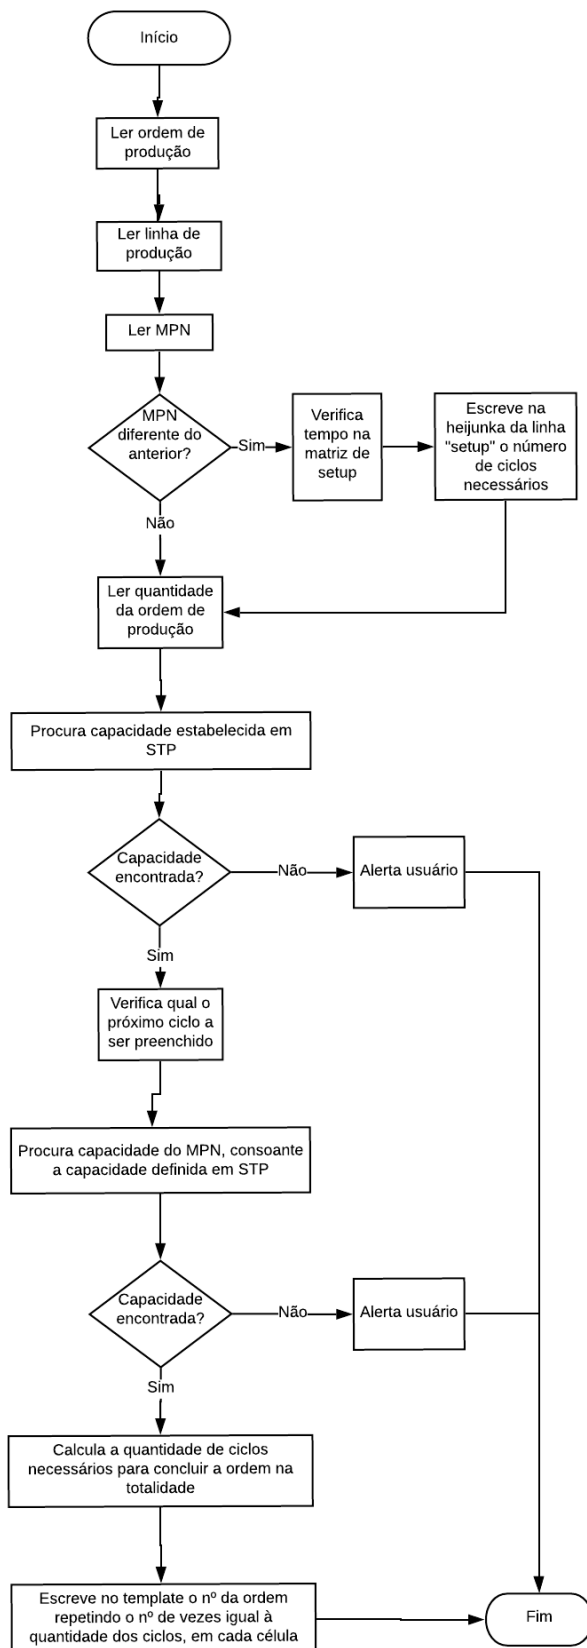 Início
Ler ordem de
produção
Ler linha de
produção
Ler MPN
MPN
diferente do
anterior?
Sim
Verifica
tempo na
matriz de
setup
Escreve na
heijunka da linha
"setup" o número
de ciclos
necessários
Não
Ler quantidade
da ordem de
produção
Procura capacidade estabelecida em
STP
Capacidade
encontrada?
Não
Alerta usuário
Sim
Verifica qual o
próximo ciclo a
ser preenchido
Procura capacidade do MPN, consoante
a capacidade definida em STP
Capacidade
encontrada?
Não
Alerta usuário
Sim
Calcula a quantidade de ciclos
necessários para concluir a ordem na
totalidade
Escreve no template o nº da ordem
repetindo o nº de vezes igual à
quantidade dos ciclos, em cada célula
Fim